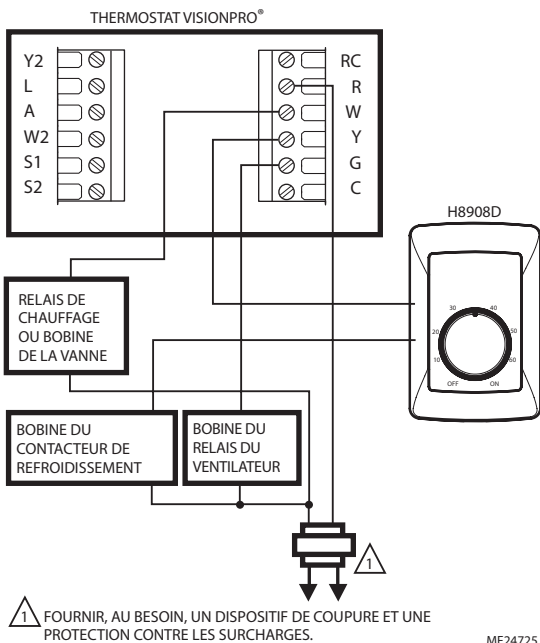 THERMOSTAT VISIONPRO®
Y2
L
A
W2
S1
S2
RC
R
W
Y
G
C
H8908D
30
40
20
50
10
60
OFF
ON
RELAIS DE
CHAUFFAGE
OU BOBINE
DE LA VANNE
BOBINE DU
CONTACTEUR DE
REFROIDISSEMENT
BOBINE DU
RELAIS DU
VENTILATEUR
1
1 FOURNIR, AU BESOIN, UN DISPOSITIF DE COUPURE ET UNE
PROTECTION CONTRE LES SURCHARGES.
MF24725